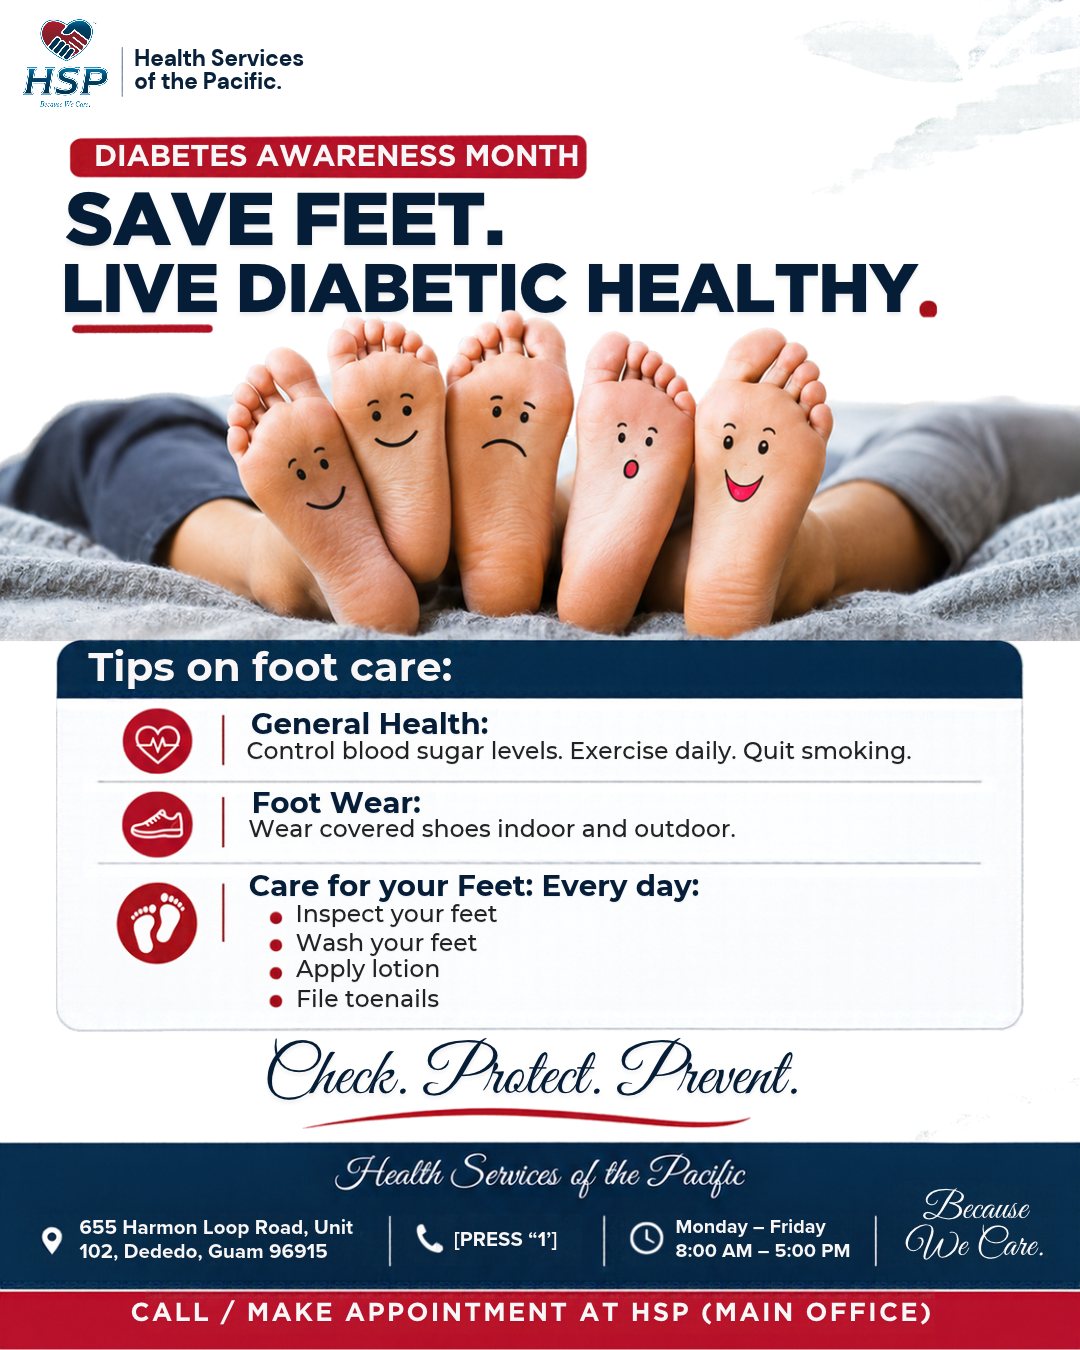 HSP
Because We Care.
Health Services
of the Pacific.
DIABETES AWARENESS MONTH
SAVE FEET.
LIVE DIABETIC HEALTHY.
Tips on foot care:
General Health:
Control blood sugar levels. Exercise daily. Quit smoking.
Foot Wear:
Wear covered shoes indoor and outdoor.
Care for your Feet: Every day:
Inspect your feet
Wash your feet
Apply lotion
File toenails
Check. Protect. Prevent.
Health Services of the Pacific
655 Harmon Loop Road, Unit
102, Dededo, Guam 96915
[PRESS “1’]
Monday – Friday
8:00 AM – 5:00 PM
Because
We Care.
CALL / MAKE APPOINTMENT AT HSP (MAIN OFFICE)